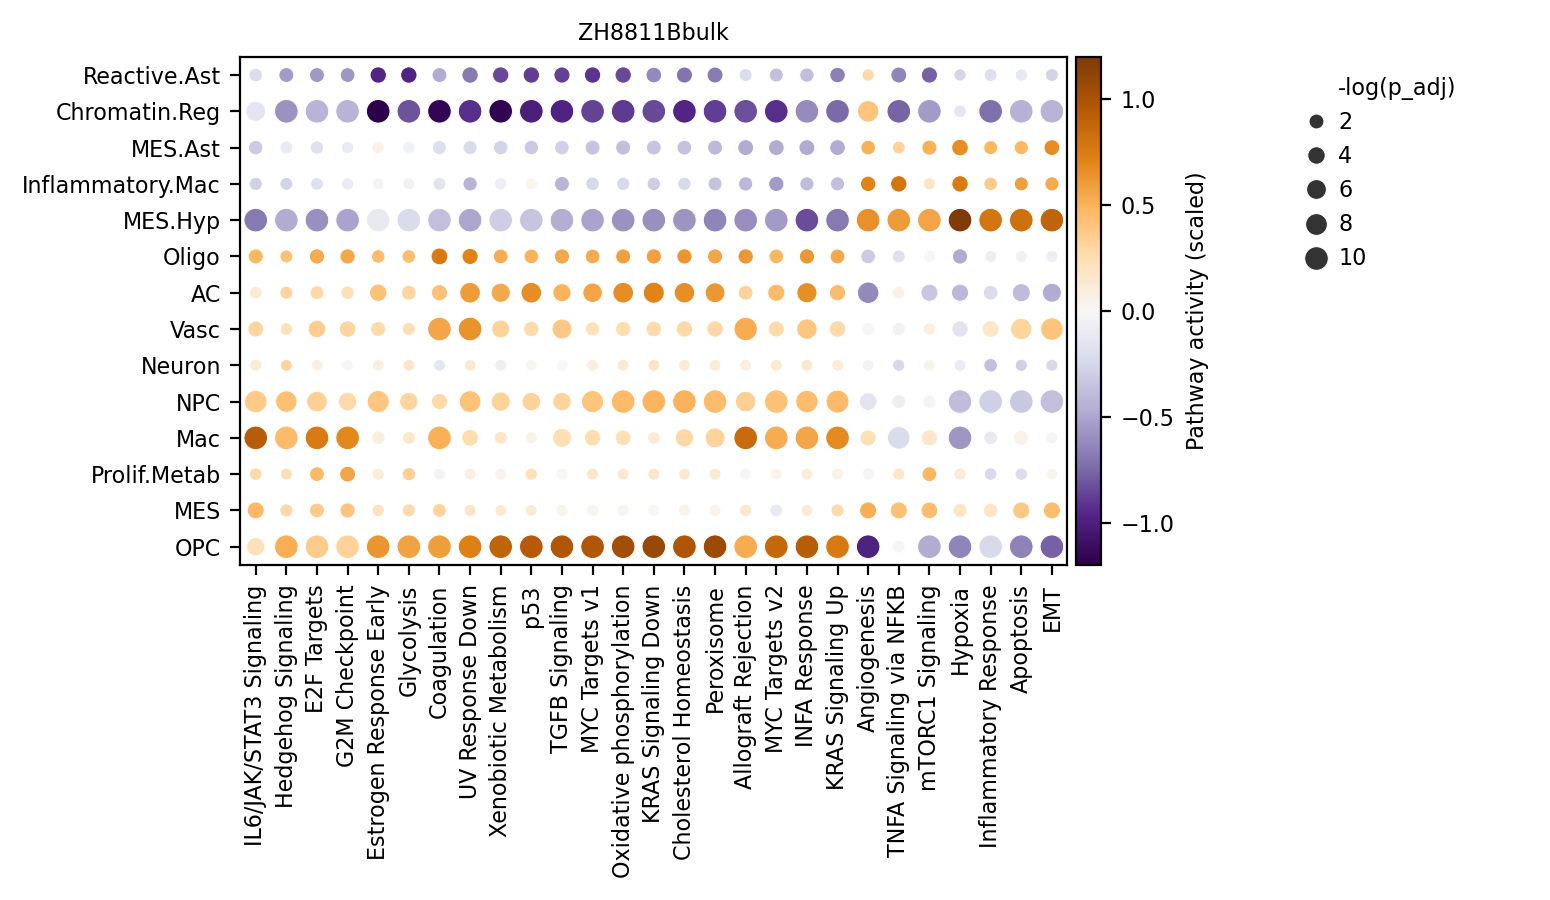 ZH8811Bbulk
Reactive.Ast
Chromatin.Reg
MES.Ast
Inflammatory.Mac
MES.Hyp
Oligo
AC
Vasc
Neuron
NPC
Mac
Prolif.Metab
MES
OPC
IL6/JAK/STAT3 Signaling
Hedgehog Signaling
E2F Targets
G2M Checkpoint
Estrogen Response Early
Glycolysis
Coagulation
UV Response Down
Xenobiotic Metabolism
p53
TGFB Signaling
MYC Targets v1
Oxidative phosphorylation
KRAS Signaling Down
Cholesterol Homeostasis
Peroxisome
Allograft Rejection
MYC Targets v2
INFA Response
KRAS Signaling Up
Angiogenesis
TNFA Signaling via NFKB
mTORC1 Signaling
Hypoxia
Inflammatory Response
Apoptosis
EMT
1.0
0.5
0.0
−0.5
−1.0
Pathway activity (scaled)
-log(p_adj)
2
4
6
8
10